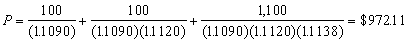 P = 100/(1.1090) + 100/(1.1090)(1.1120) + 1,100/(1.1090)(1.1120)(1.1138) = $972.11